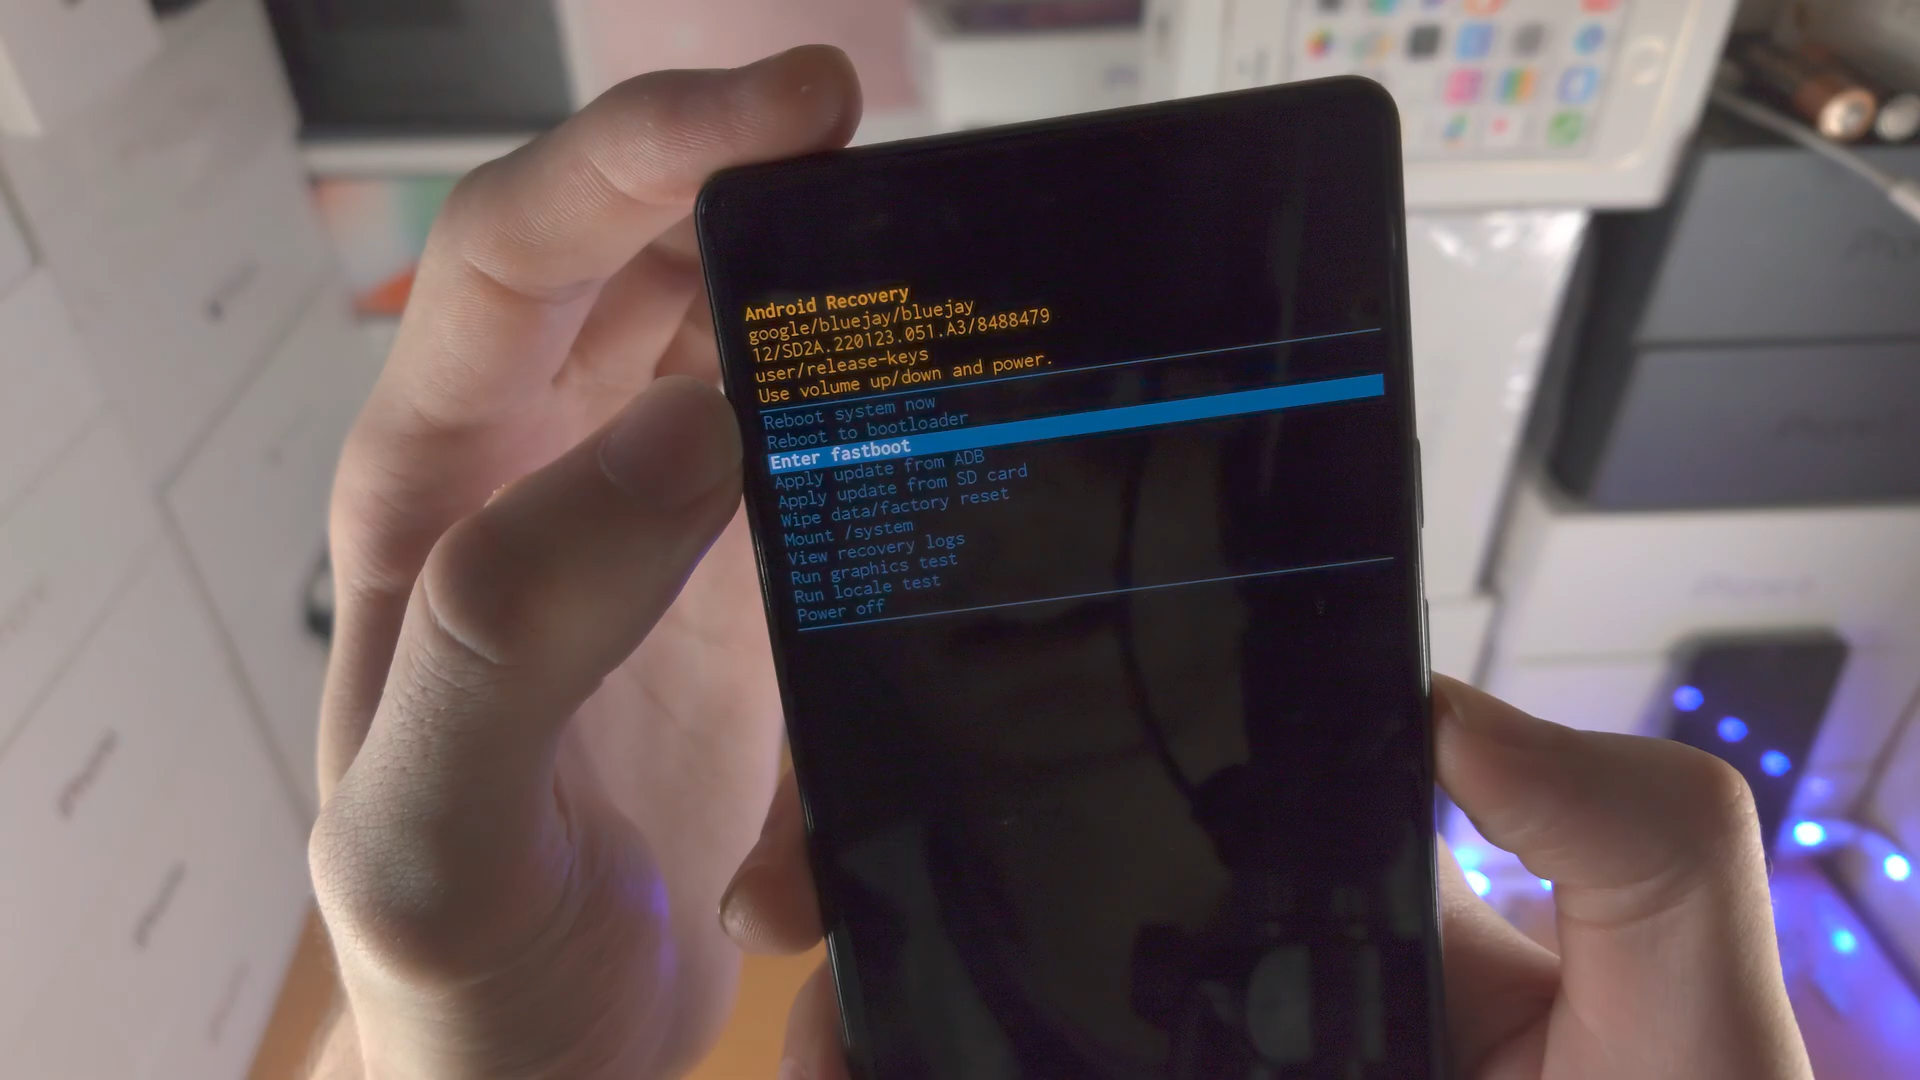 Android Recovery
google/bluejay/bluejay
12/SD2A.220123.051.A3/8488479
user/release-keys
Use volume up/down and power.
Reboot system now
Reboot to bootloader
Enter fastboot
Apply update from ADB
Apply update from SD card
Wipe data/factory reset
Mount /system
View recovery logs
Run graphics test
Run locale test
Power off